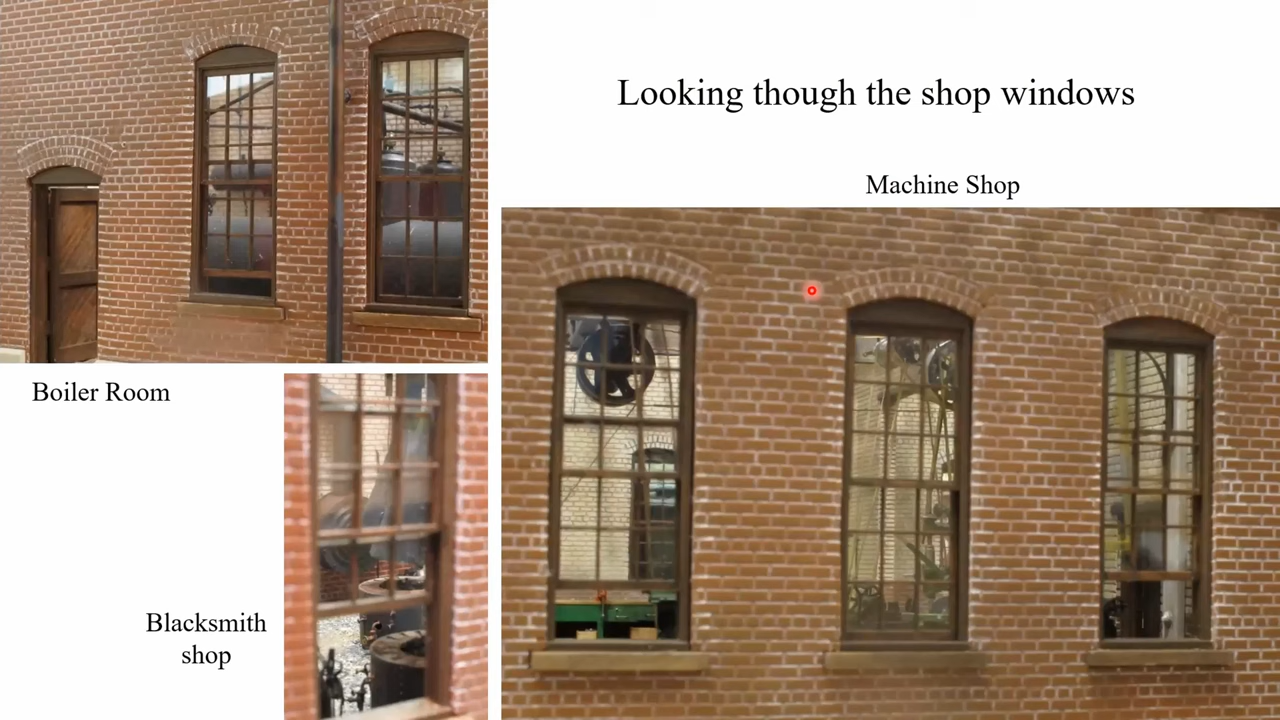 Looking though the shop windows
Machine Shop
Boiler Room
Blacksmith
shop